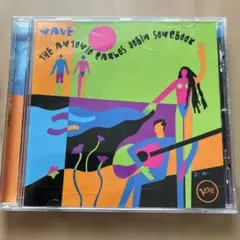 WAVE
THE ANTONIO CARLOS JOBIM SONGBOOK
Verve